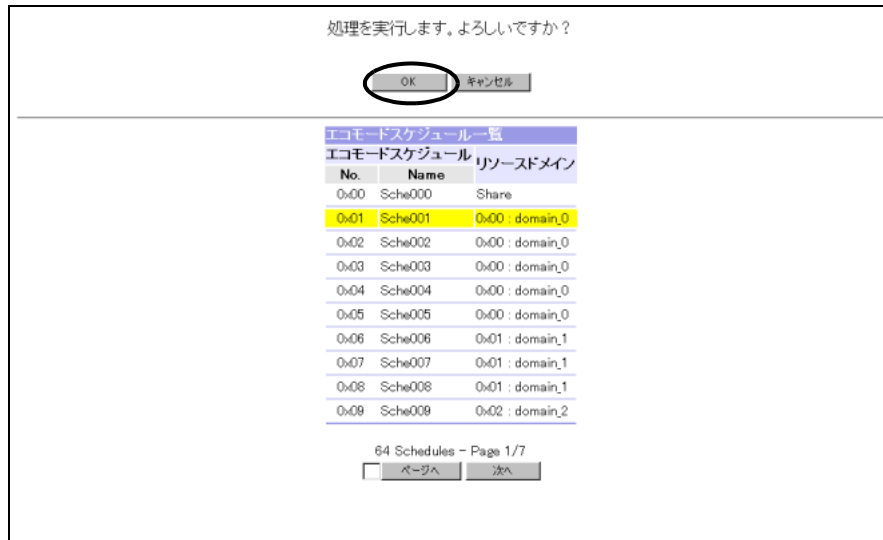 処理を実行します。よろしいですか？
OK キャンセル
エコモードスケジュール一覧
エコモードスケジュール リソースドメイン
No. Name
0x00 Sche000 Share
0x01 Sche001 0x00 : domain_0
0x02 Sche002 0x00 : domain_0
0x03 Sche003 0x00 : domain_0
0x04 Sche004 0x00 : domain_0
0x05 Sche005 0x00 : domain_0
0x06 Sche006 0x01 : domain_1
0x07 Sche007 0x01 : domain_1
0x08 Sche008 0x01 : domain_1
0x09 Sche009 0x02 : domain_2
64 Schedules - Page 1/7
ページへ 次へ